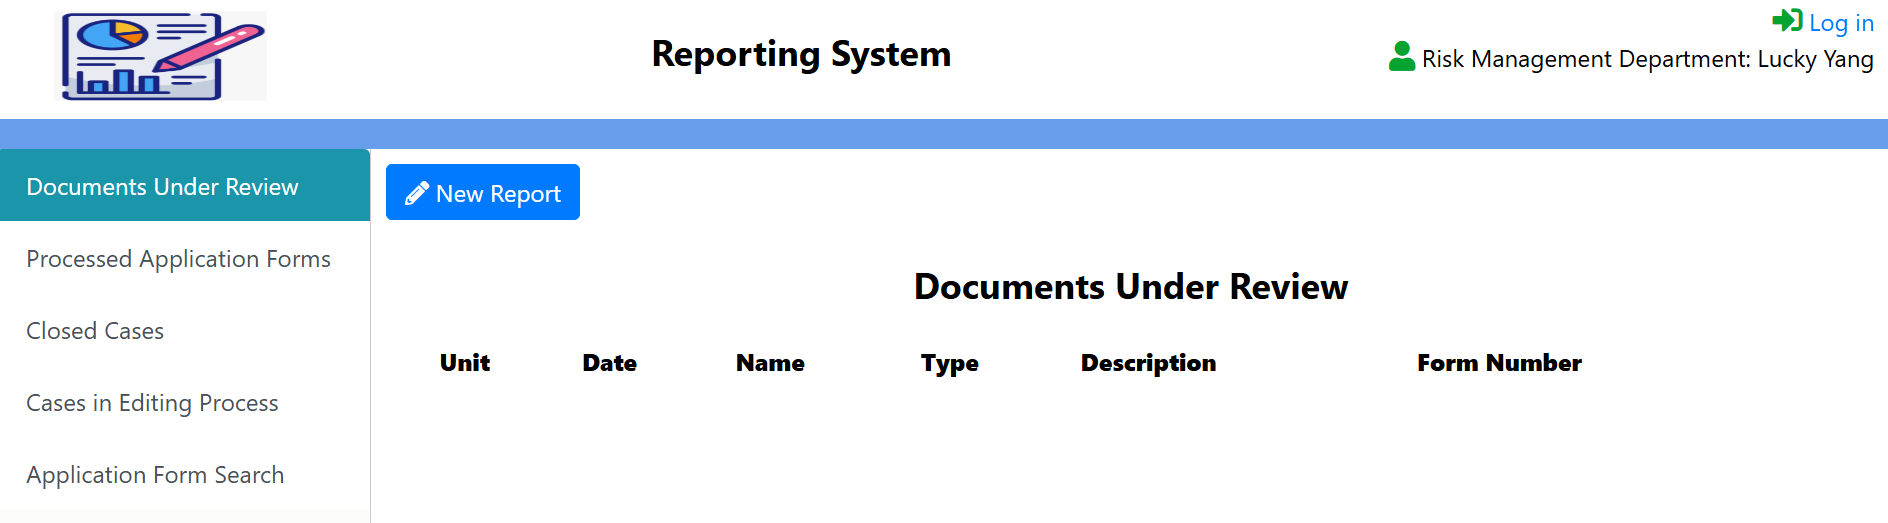 Reporting System
Log in
Risk Management Department: Lucky Yang
Documents Under Review
Processed Application Forms
Closed Cases
Cases in Editing Process
Application Form Search
New Report
Documents Under Review
Unit Date Name Type Description Form Number